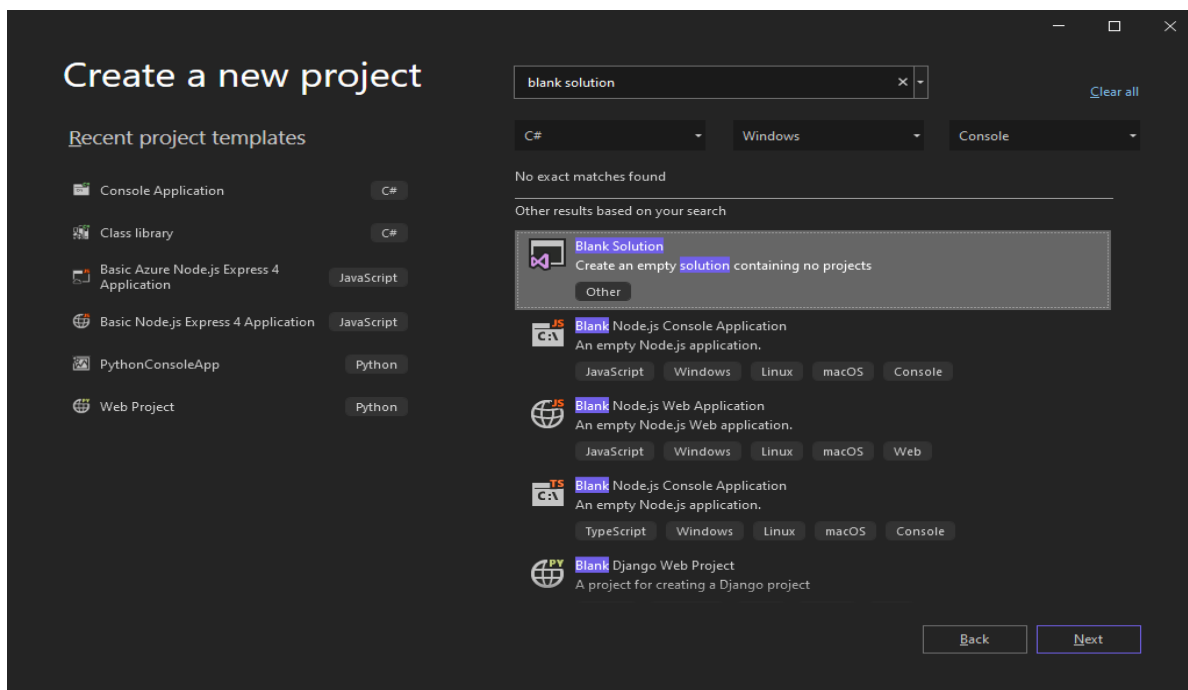 Create a new project
Recent project templates
Console Application C#
Class library C#
Basic Azure Node.js Express 4
Application
JavaScript
Basic Node.js Express 4 Application JavaScript
PythonConsoleApp Python
Web Project Python
blank solution
Clear all
C# Windows Console
No exact matches found
Other results based on your search
Blank Solution
Create an empty solution containing no projects
Other
JS
C:\
Blank Node.js Console Application
An empty Node.js application.
JavaScript Windows Linux macOS Console
JS
Blank Node.js Web Application
An empty Node.js Web application.
JavaScript Windows Linux macOS Web
TS
C:\
Blank Node.js Console Application
An empty Node.js application.
TypeScript Windows Linux macOS Console
PY
Blank Django Web Project
A project for creating a Django project
Back Next